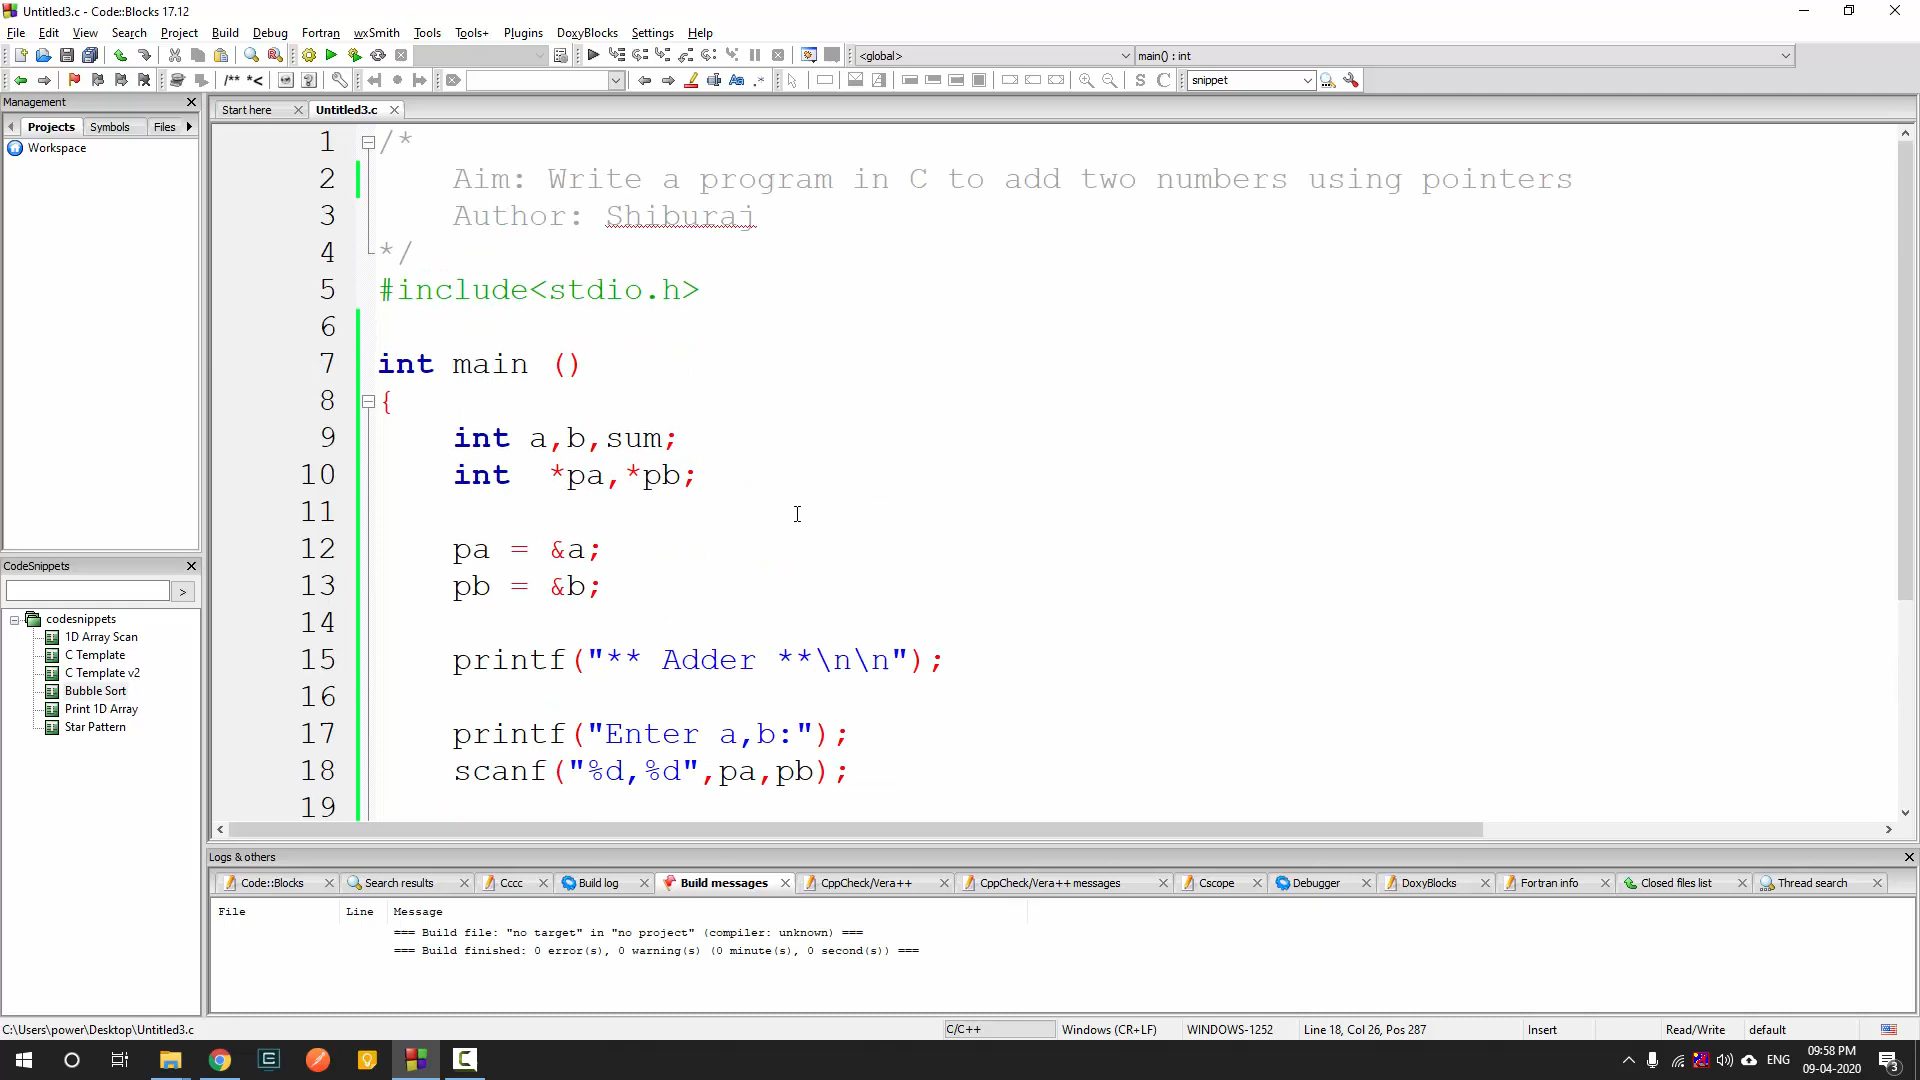 Untitled3.c - Code::Blocks 17.12
File Edit View Search Project Build Debug Fortran wxSmith Tools Tools+ Plugins DoxyBlocks Settings Help
<global> main() : int
/** *< Aa .* S C snippet
Management
Projects Symbols Files
Workspace
CodeSnippets
>
codesnippets
1D Array Scan
C Template
C Template v2
Bubble Sort
Print 1D Array
Star Pattern
Start here Untitled3.c
1 /*
2 Aim: Write a program in C to add two numbers using pointers
3 Author: Shiburaj
4 */
5 #include<stdio.h>
6
7 int main ()
8 {
9 int a,b,sum;
10 int *pa,*pb;
11
12 pa = &a;
13 pb = &b;
14
15 printf("** Adder **\n\n");
16
17 printf("Enter a,b:");
18 scanf("%d,%d",pa,pb);
19
Logs & others
Code::Blocks Search results Cccc Build log Build messages CppCheck/Vera++ CppCheck/Vera++ messages Cscope Debugger DoxyBlocks Fortran info Closed files list Thread search
File Line Message
=== Build file: "no target" in "no project" (compiler: unknown) ===
=== Build finished: 0 error(s), 0 warning(s) (0 minute(s), 0 second(s)) ===
C:\Users\power\Desktop\Untitled3.c C/C++ Windows (CR+LF) WINDOWS-1252 Line 18, Col 26, Pos 287 Insert Read/Write default
ENG 09:58 PM
09-04-2020 3